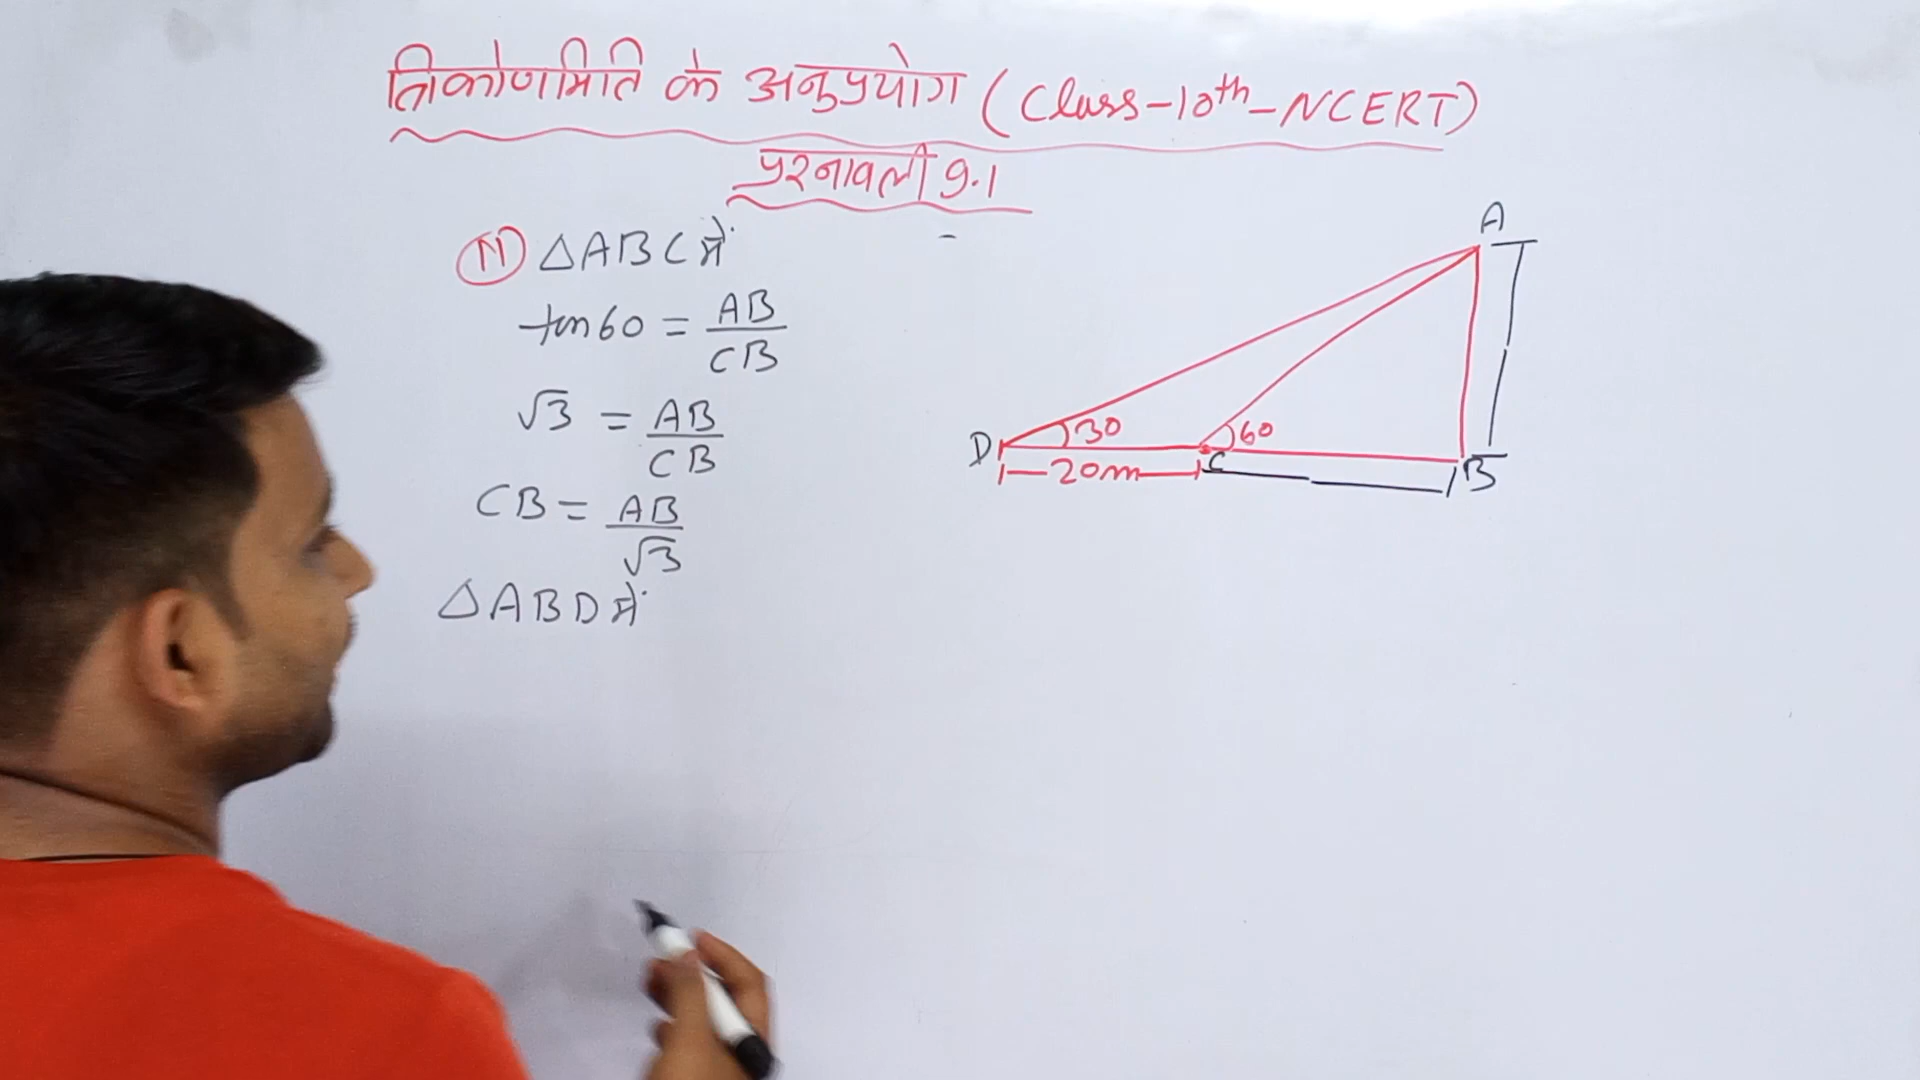 त्रिकोणमिति के अनुप्रयोग (Class-10th-NCERT)
प्रश्नावली 9.1
(11) △ABC में
tan60 = AB/CB
√3 = AB/CB
CB = AB/√3
△ABD में
A
D 30 60
20m C B